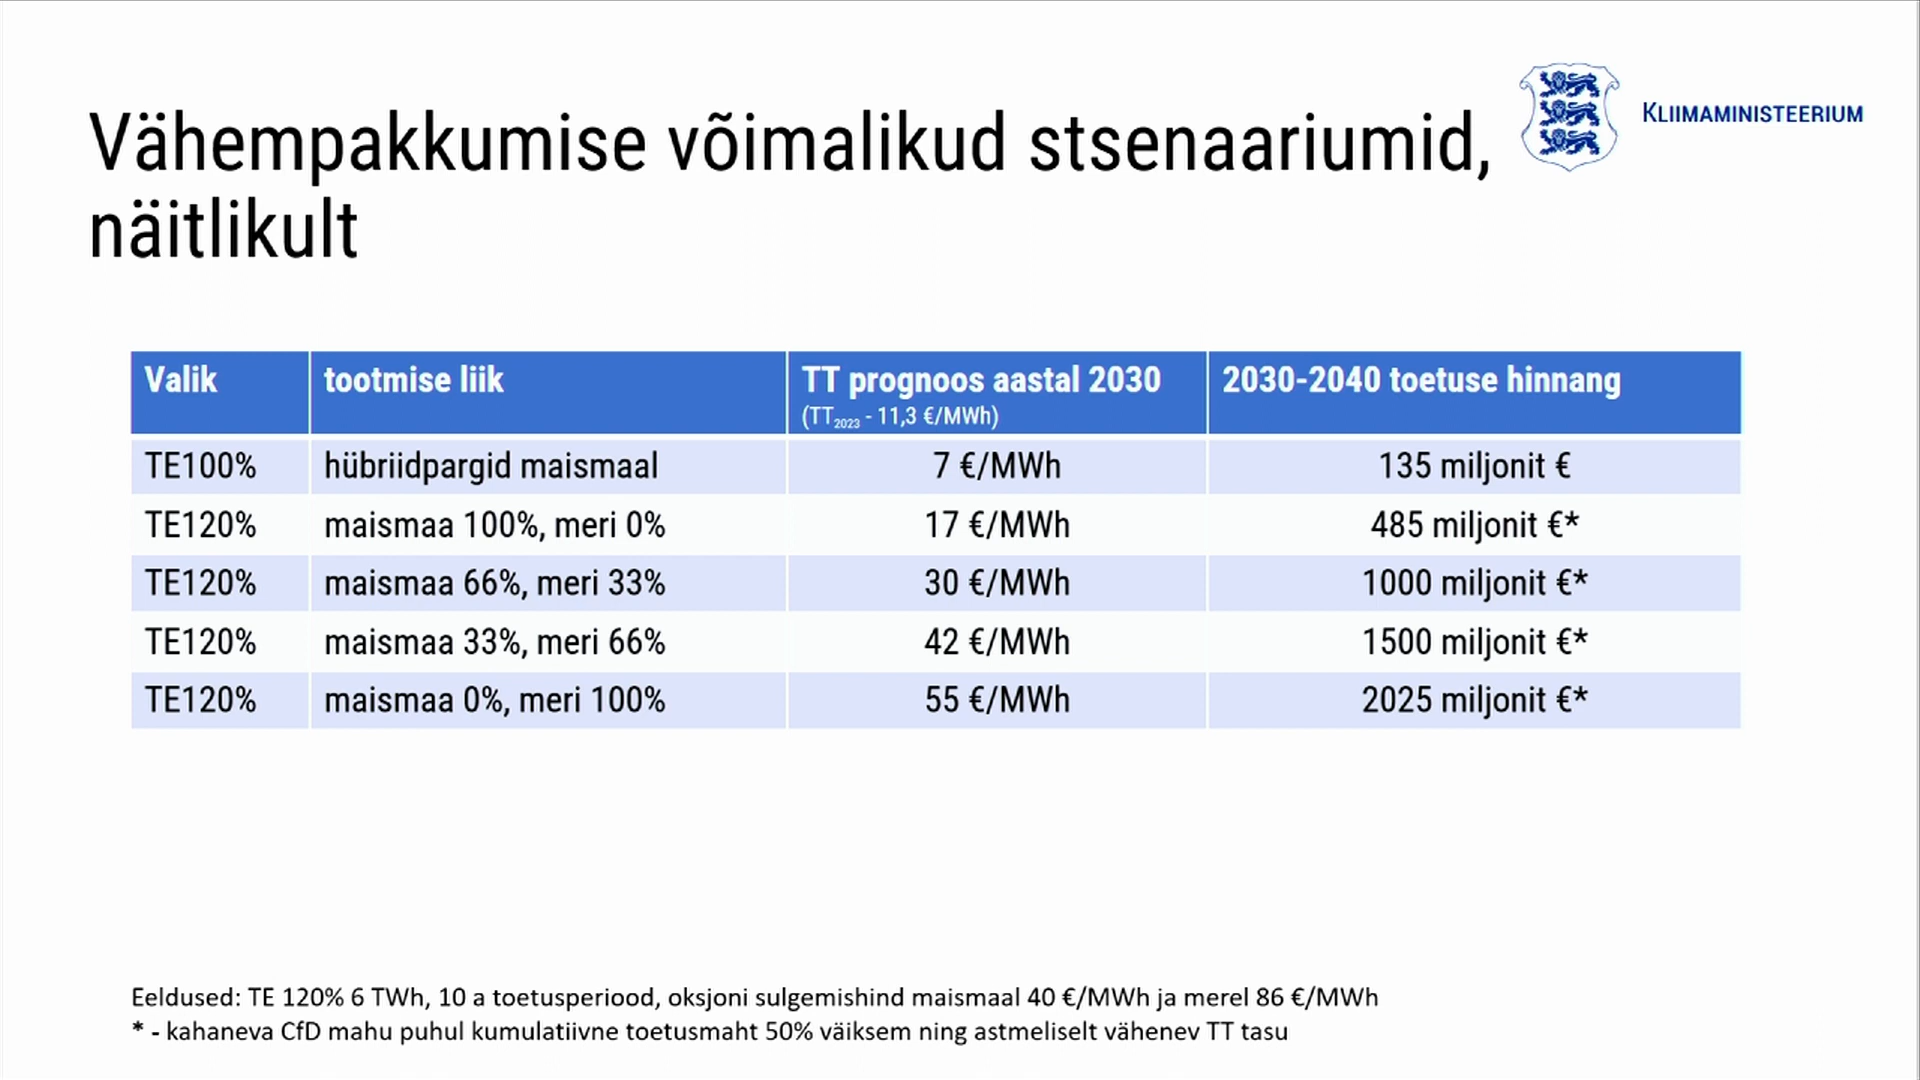 Vähempakkumise võimalikud stsenaariumid,
näitlikult
KLIIMAMINISTEERIUM
Valik tootmise liik TT prognoos aastal 2030 2030-2040 toetuse hinnang
(TT2023 - 11,3 €/MWh)
TE100% hübriidpargid maismaal 7 €/MWh 135 miljonit €
TE120% maismaa 100%, meri 0% 17 €/MWh 485 miljonit €*
TE120% maismaa 66%, meri 33% 30 €/MWh 1000 miljonit €*
TE120% maismaa 33%, meri 66% 42 €/MWh 1500 miljonit €*
TE120% maismaa 0%, meri 100% 55 €/MWh 2025 miljonit €*
Eeldused: TE 120% 6 TWh, 10 a toetusperiood, oksjoni sulgemishind maismaal 40 €/MWh ja merel 86 €/MWh
* - kahaneva CfD mahu puhul kumulatiivne toetusmaht 50% väiksem ning astmeliselt vähenev TT tasu